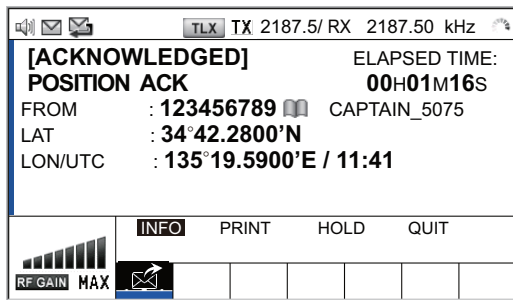 TLX TX 2187.5/ RX 2187.50 kHz
[ACKNOWLEDGED] ELAPSED TIME:
POSITION ACK 00H01M16S
FROM : 123456789 CAPTAIN_5075
LAT : 34°42.2800’N
LON/UTC : 135°19.5900’E / 11:41
INFO PRINT HOLD QUIT
RF GAIN MAX